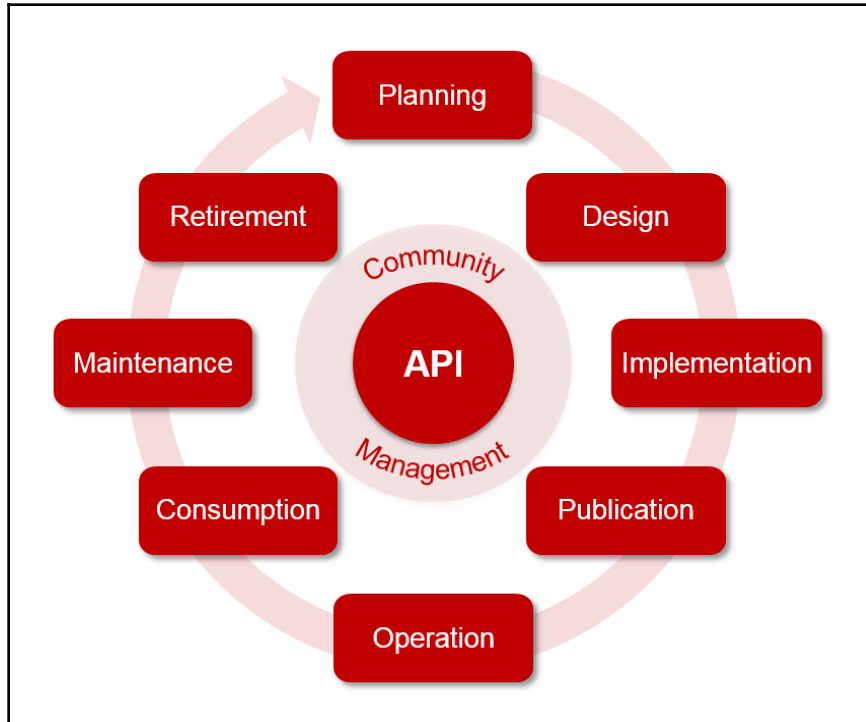 Planning
Design
Implementation
Publication
Operation
Consumption
Maintenance
Retirement
Community
API
Management